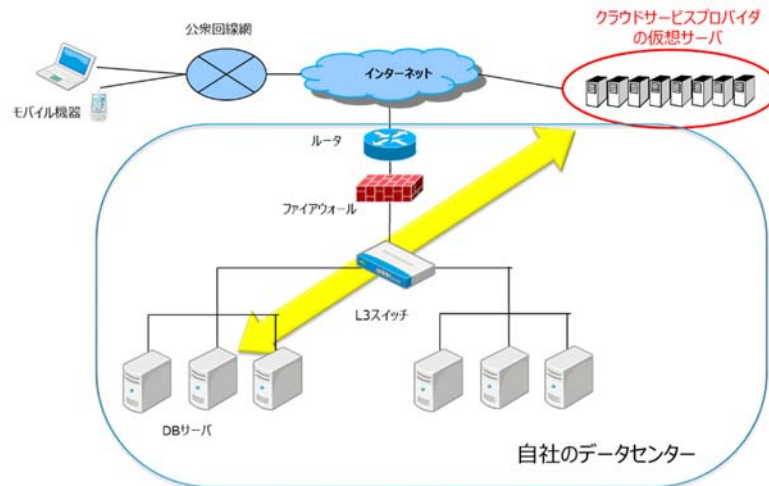 公衆回線網
クラウドサービスプロバイダ
の仮想サーバ
インターネット
モバイル機器
ルータ
ファイアウォール
L3スイッチ
DBサーバ
自社のデータセンター